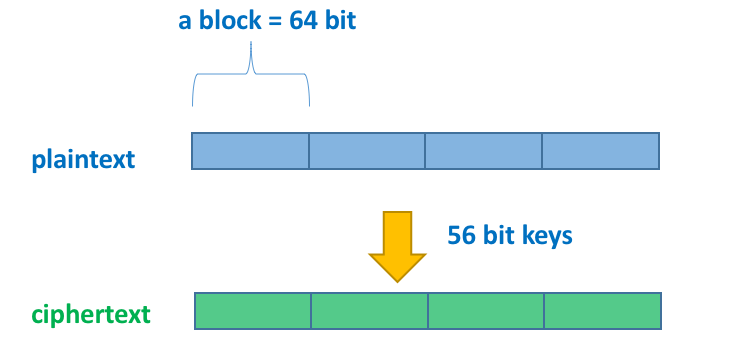 a block = 64 bit
plaintext
56 bit keys
ciphertext